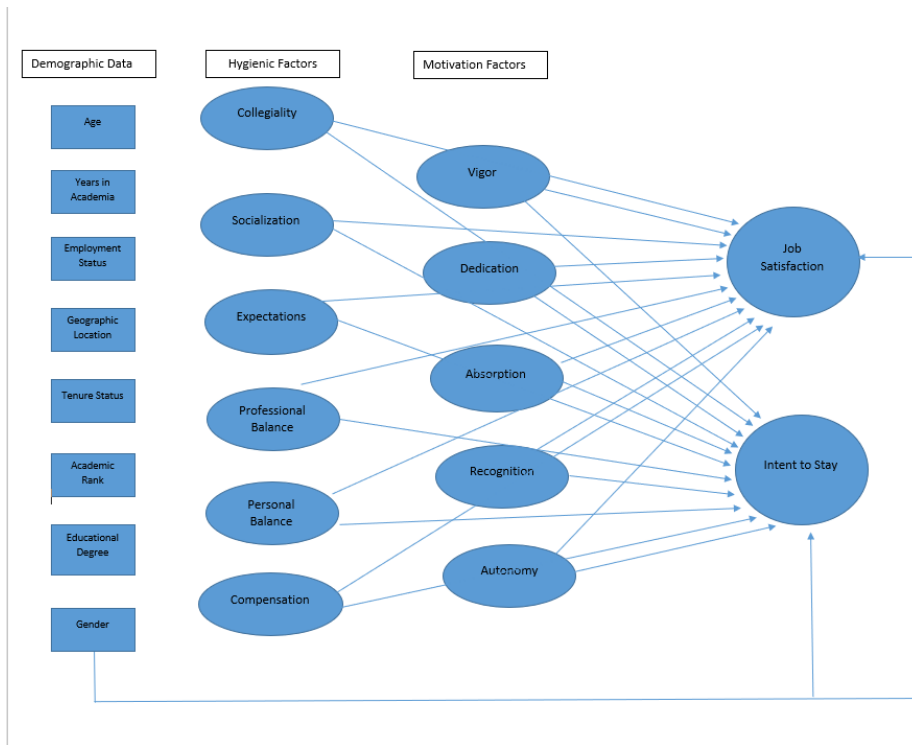 Demographic Data
Hygienic Factors
Motivation Factors
Age
Years in
Academia
Employment
Status
Geographic
Location
Tenure Status
Academic
Rank
Educational
Degree
Gender
Collegiality
Socialization
Expectations
Professional
Balance
Personal
Balance
Compensation
Vigor
Dedication
Absorption
Recognition
Autonomy
Job
Satisfaction
Intent to Stay